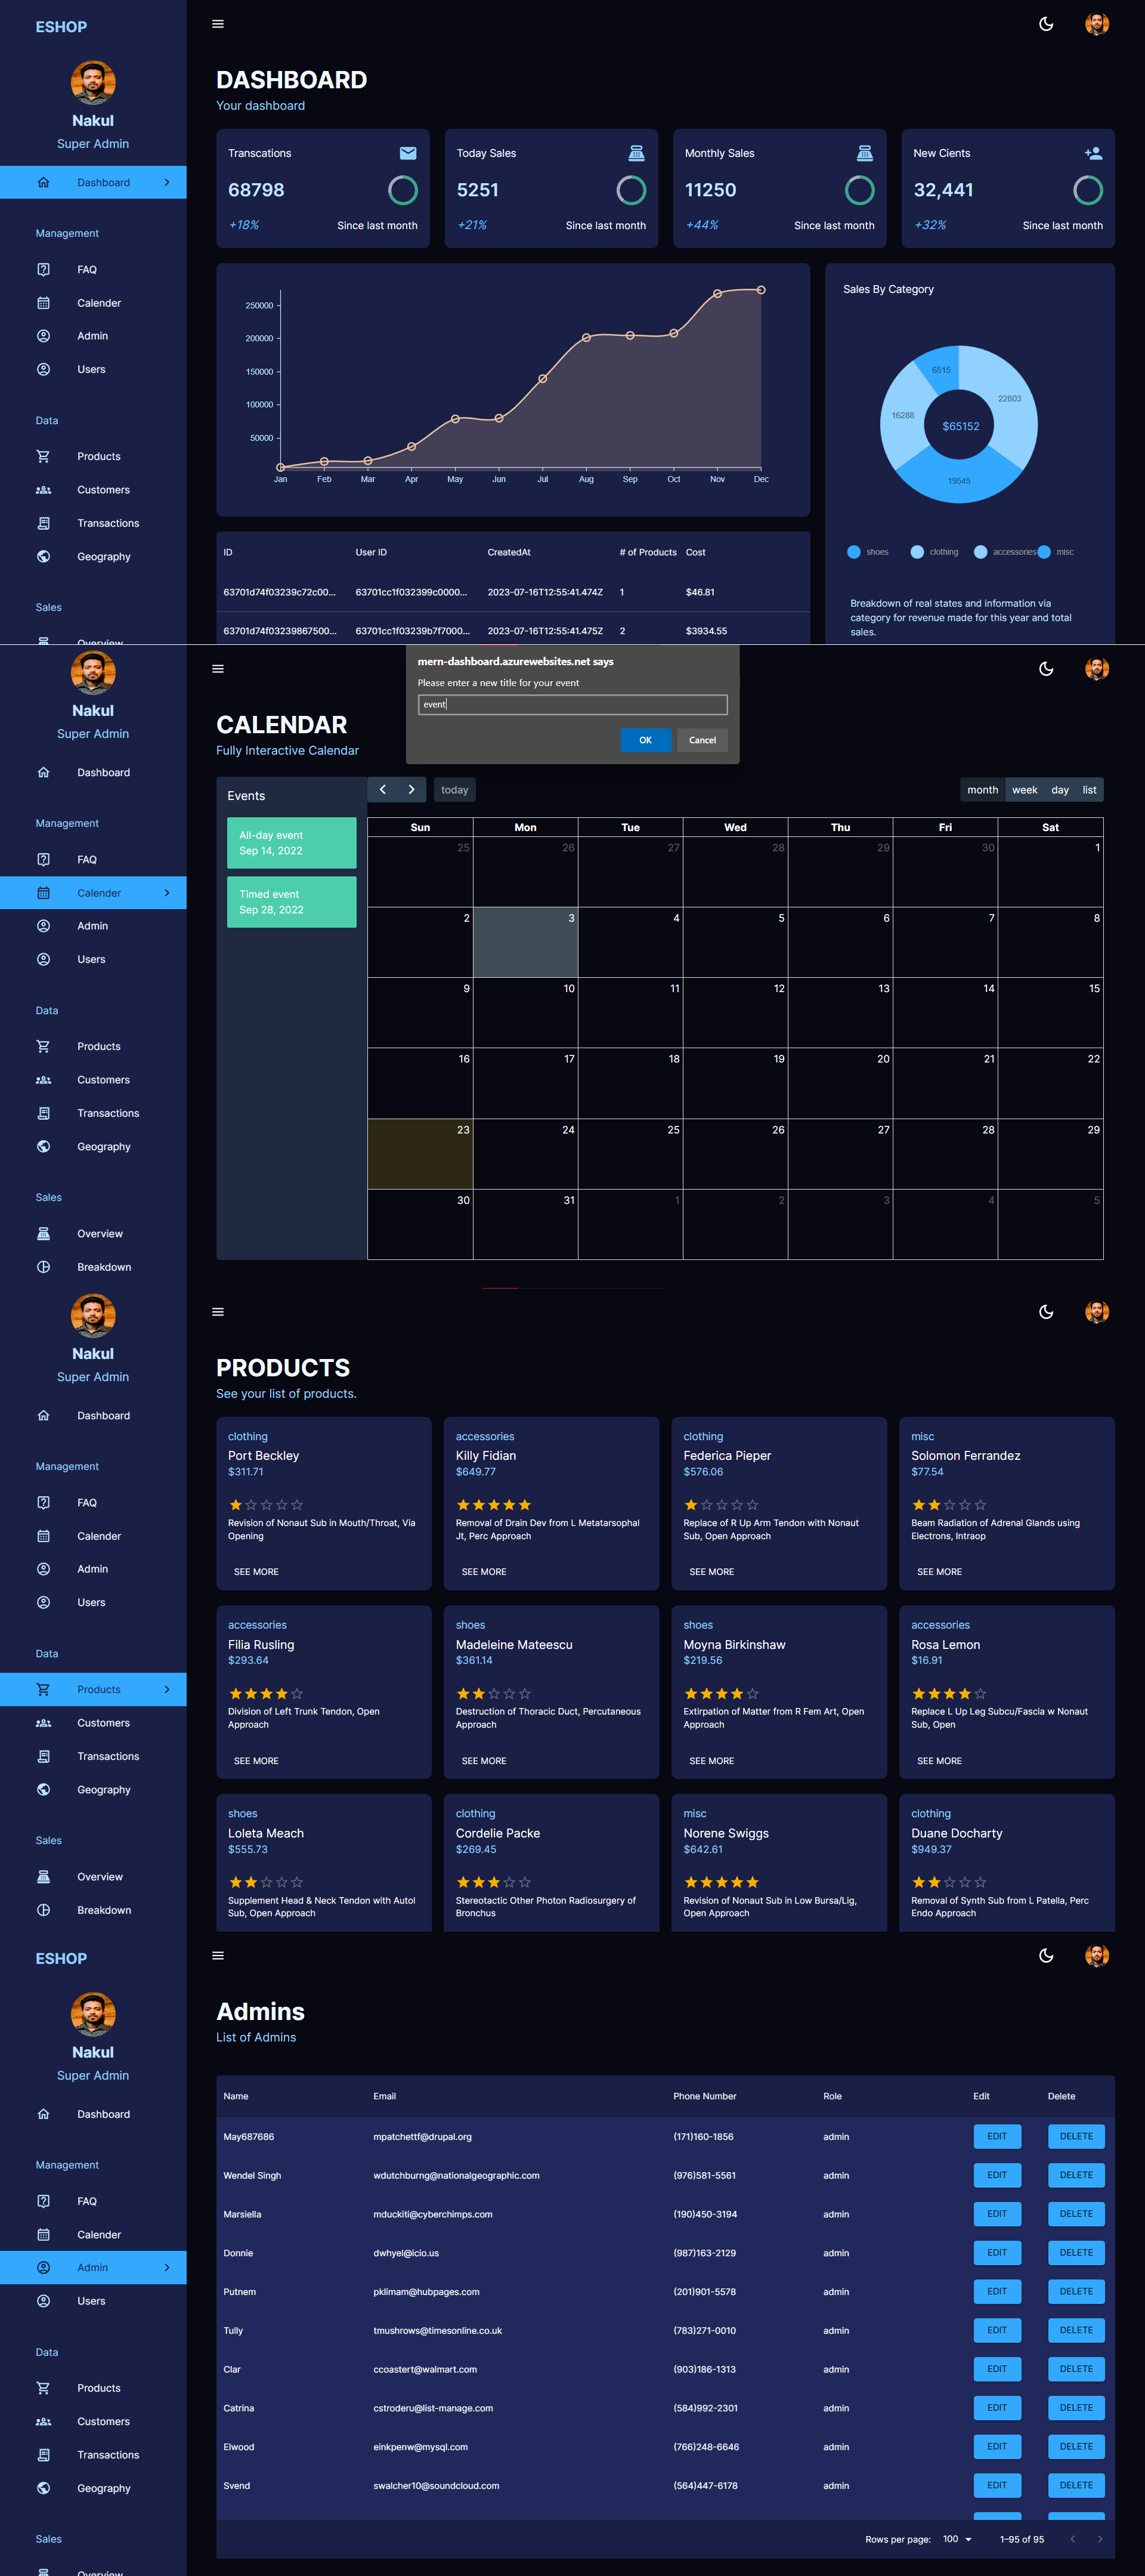 ESHOP
Nakul
Super Admin
Dashboard
Management
FAQ
Calender
Admin
Users
Data
Products
Customers
Transactions
Geography
Sales
Overview
DASHBOARD
Your dashboard
Transcations
68798
+18%
Since last month
Today Sales
5251
+21%
Since last month
Monthly Sales
11250
+44%
Since last month
New Cients
32,441
+32%
Since last month
250000
200000
150000
100000
50000
Jan Feb Mar Apr May Jun Jul Aug Sep Oct Nov Dec
Sales By Category
6515
22803
16288
$65152
19545
shoes clothing accessories misc
Breakdown of real states and information via
category for revenue made for this year and total
sales.
ID User ID CreatedAt # of Products Cost
63701d74f03239c72c00... 63701cc1f032399c0000... 2023-07-16T12:55:41.474Z 1 $46.81
63701d74f03239867500... 63701cc1f03239b7f7000... 2023-07-16T12:55:41.475Z 2 $3934.55
Nakul
Super Admin
Dashboard
Management
FAQ
Calender
Admin
Users
Data
Products
Customers
Transactions
Geography
Sales
Overview
Breakdown
mern-dashboard.azurewebsites.net says
Please enter a new title for your event
event
OK Cancel
CALENDAR
Fully Interactive Calendar
Events
All-day event
Sep 14, 2022
Timed event
Sep 28, 2022
today
month week day list
Sun Mon Tue Wed Thu Fri Sat
25 26 27 28 29 30 1
2 3 4 5 6 7 8
9 10 11 12 13 14 15
16 17 18 19 20 21 22
23 24 25 26 27 28 29
30 31 1 2 3 4 5
Nakul
Super Admin
Dashboard
Management
FAQ
Calender
Admin
Users
Data
Products
Customers
Transactions
Geography
Sales
Overview
Breakdown
PRODUCTS
See your list of products.
clothing
Port Beckley
$311.71
Revision of Nonaut Sub in Mouth/Throat, Via
Opening
SEE MORE
accessories
Killy Fidian
$649.77
Removal of Drain Dev from L Metatarsophal
Jt, Perc Approach
SEE MORE
clothing
Federica Pieper
$576.06
Replace of R Up Arm Tendon with Nonaut
Sub, Open Approach
SEE MORE
misc
Solomon Ferrandez
$77.54
Beam Radiation of Adrenal Glands using
Electrons, Intraop
SEE MORE
accessories
Filia Rusling
$293.64
Division of Left Trunk Tendon, Open
Approach
SEE MORE
shoes
Madeleine Mateescu
$361.14
Destruction of Thoracic Duct, Percutaneous
Approach
SEE MORE
shoes
Moyna Birkinshaw
$219.56
Extirpation of Matter from R Fem Art, Open
Approach
SEE MORE
accessories
Rosa Lemon
$16.91
Replace L Up Leg Subcu/Fascia w Nonaut
Sub, Open
SEE MORE
shoes
Loleta Meach
$555.73
Supplement Head & Neck Tendon with Autol
Sub, Open Approach
clothing
Cordelie Packe
$269.45
Stereotactic Other Photon Radiosurgery of
Bronchus
misc
Norene Swiggs
$642.61
Revision of Nonaut Sub in Low Bursa/Lig,
Open Approach
clothing
Duane Docharty
$949.37
Removal of Synth Sub from L Patella, Perc
Endo Approach
ESHOP
Nakul
Super Admin
Dashboard
Management
FAQ
Calender
Admin
Users
Data
Products
Customers
Transactions
Geography
Sales
Overview
Admins
List of Admins
Name Email Phone Number Role Edit Delete
May687686 mpatchettf@drupal.org (171)160-1856 admin EDIT DELETE
Wendel Singh wdutchburng@nationalgeographic.com (976)581-5561 admin EDIT DELETE
Marsiella mduckiti@cyberchimps.com (190)450-3194 admin EDIT DELETE
Donnie dwhyel@icio.us (987)163-2129 admin EDIT DELETE
Putnem pklimam@hubpages.com (201)901-5578 admin EDIT DELETE
Tully tmushrows@timesonline.co.uk (783)271-0010 admin EDIT DELETE
Clar ccoastert@walmart.com (903)186-1313 admin EDIT DELETE
Catrina cstroderu@list-manage.com (584)992-2301 admin EDIT DELETE
Elwood einkpenw@mysql.com (766)248-6646 admin EDIT DELETE
Svend swalcher10@soundcloud.com (564)447-6178 admin EDIT DELETE
Rows per page: 100 1–95 of 95